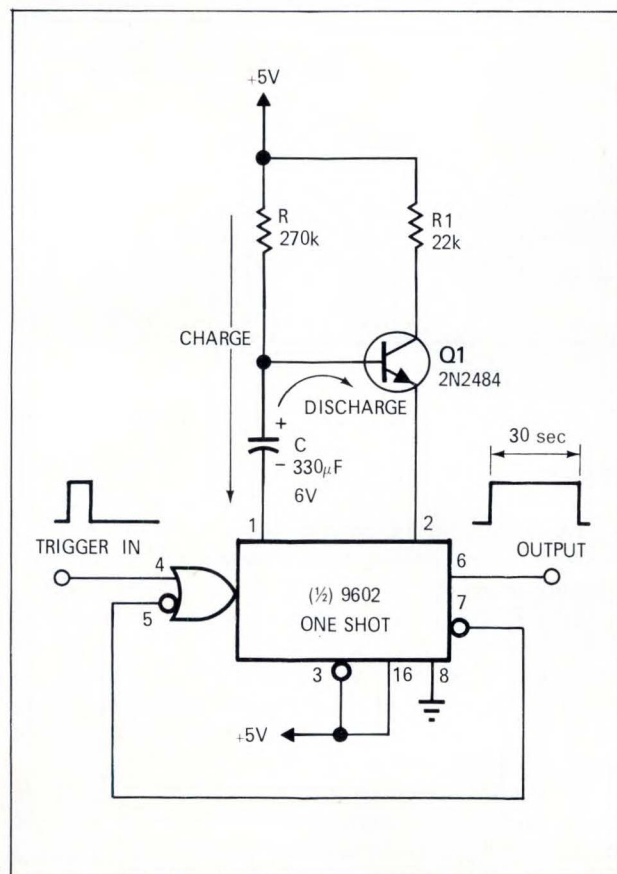 +5V
R
270k
R1
22k
CHARGE
Q1
2N2484
DISCHARGE
+
C
− 330μF
6V
30 sec
1
2
TRIGGER IN
4
6
OUTPUT
5
(½) 9602
ONE SHOT
7
3
16
8
+5V